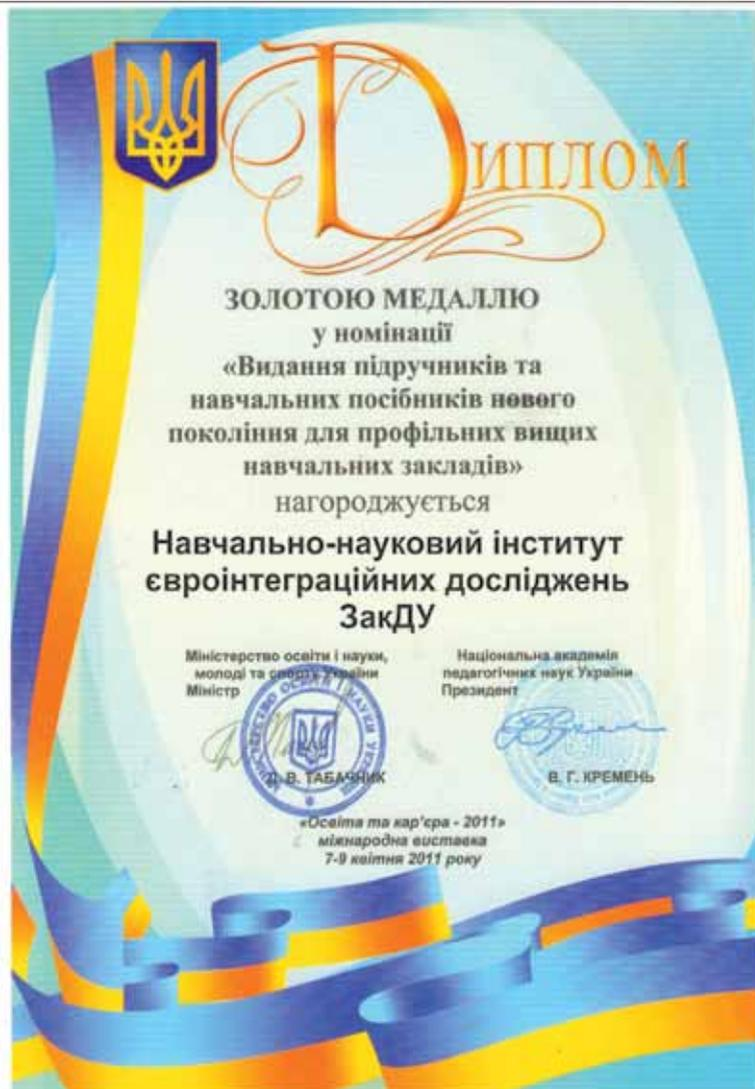 Диплом
ЗОЛОТОЮ МЕДАЛЛЮ
у номінації
«Видання підручників та
навчальних посібників нового
покоління для профільних вищих
навчальних закладів»
нагороджується
Навчально-науковий інститут
євроінтеграційних досліджень
ЗакДУ
Міністерство освіти і науки,
молоді та спорту України
Міністр
Д. В. ТАБАЧНИК
Національна академія
педагогічних наук України
Президент
В. Г. КРЕМЕНЬ
«Освіта та кар'єра - 2011»
міжнародна виставка
7-9 квітня 2011 року